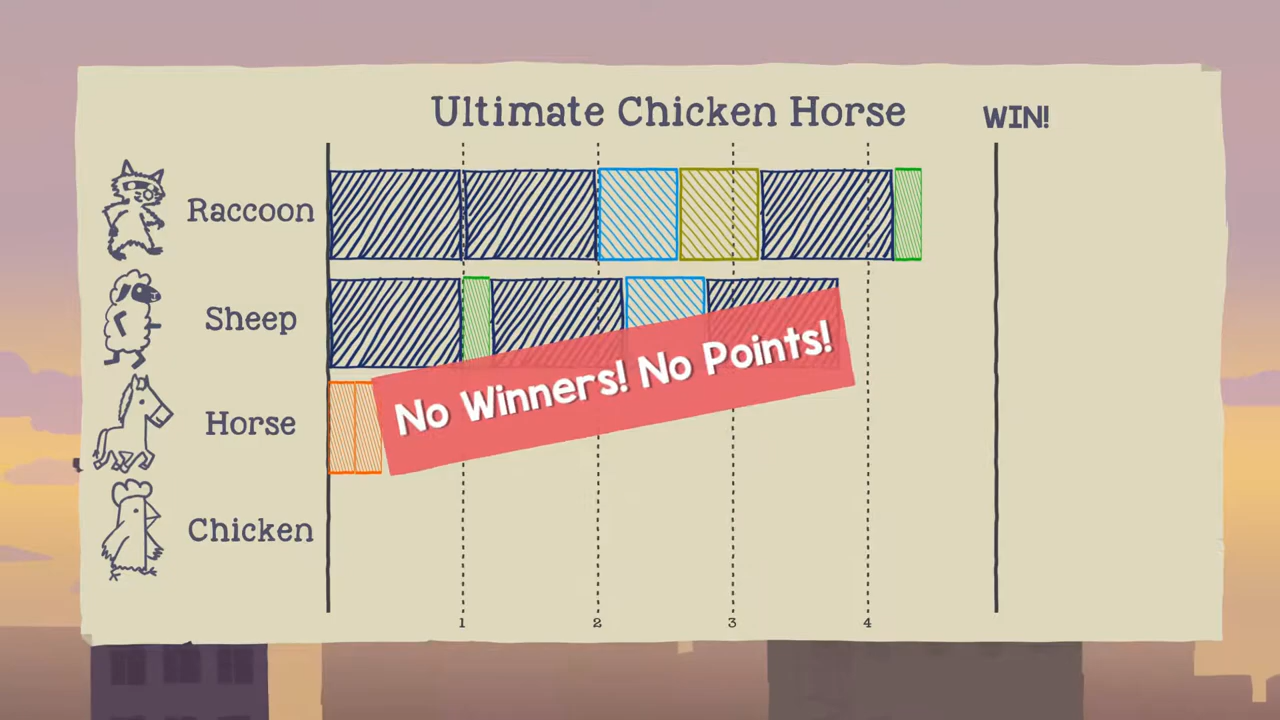 Ultimate Chicken Horse
WIN!
Raccoon
Sheep
No Winners! No Points!
Horse
Chicken
1 2 3 4